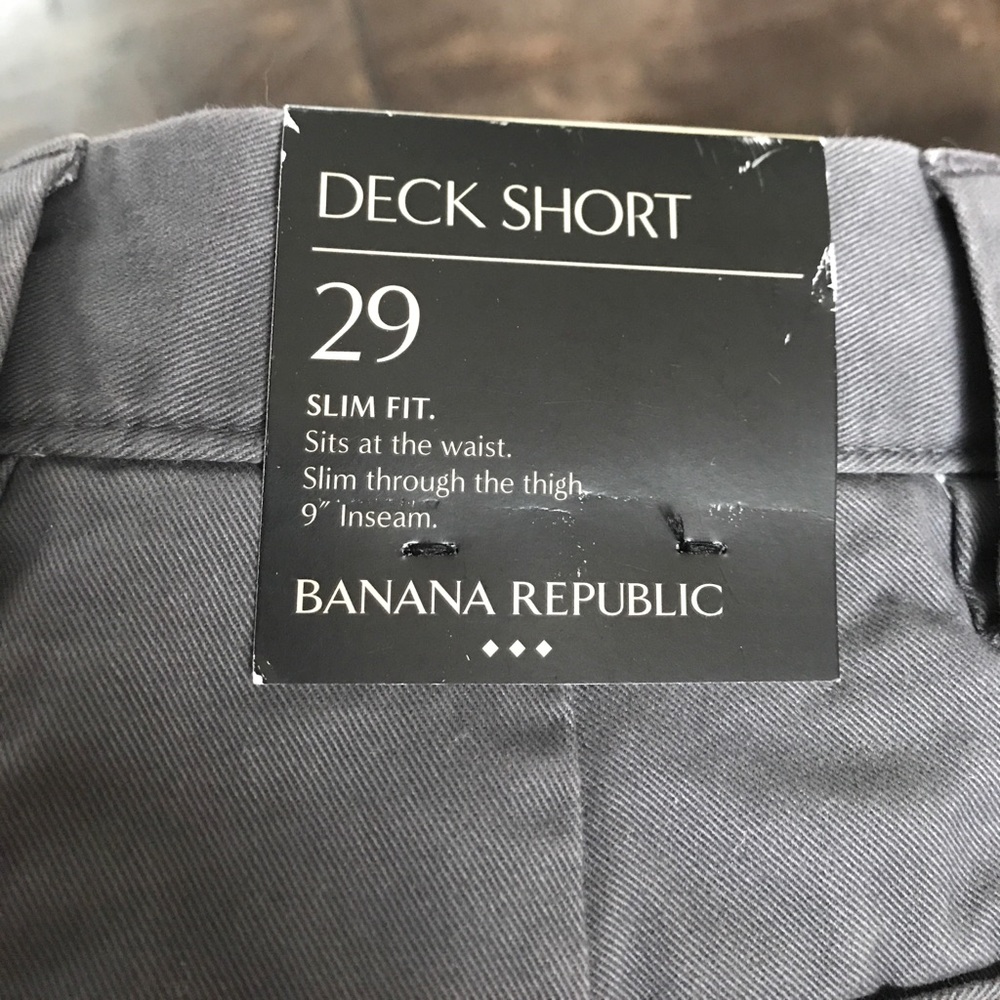 DECK SHORT
29
SLIM FIT.
Sits at the waist.
Slim through the thigh.
9″ Inseam.
BANANA REPUBLIC